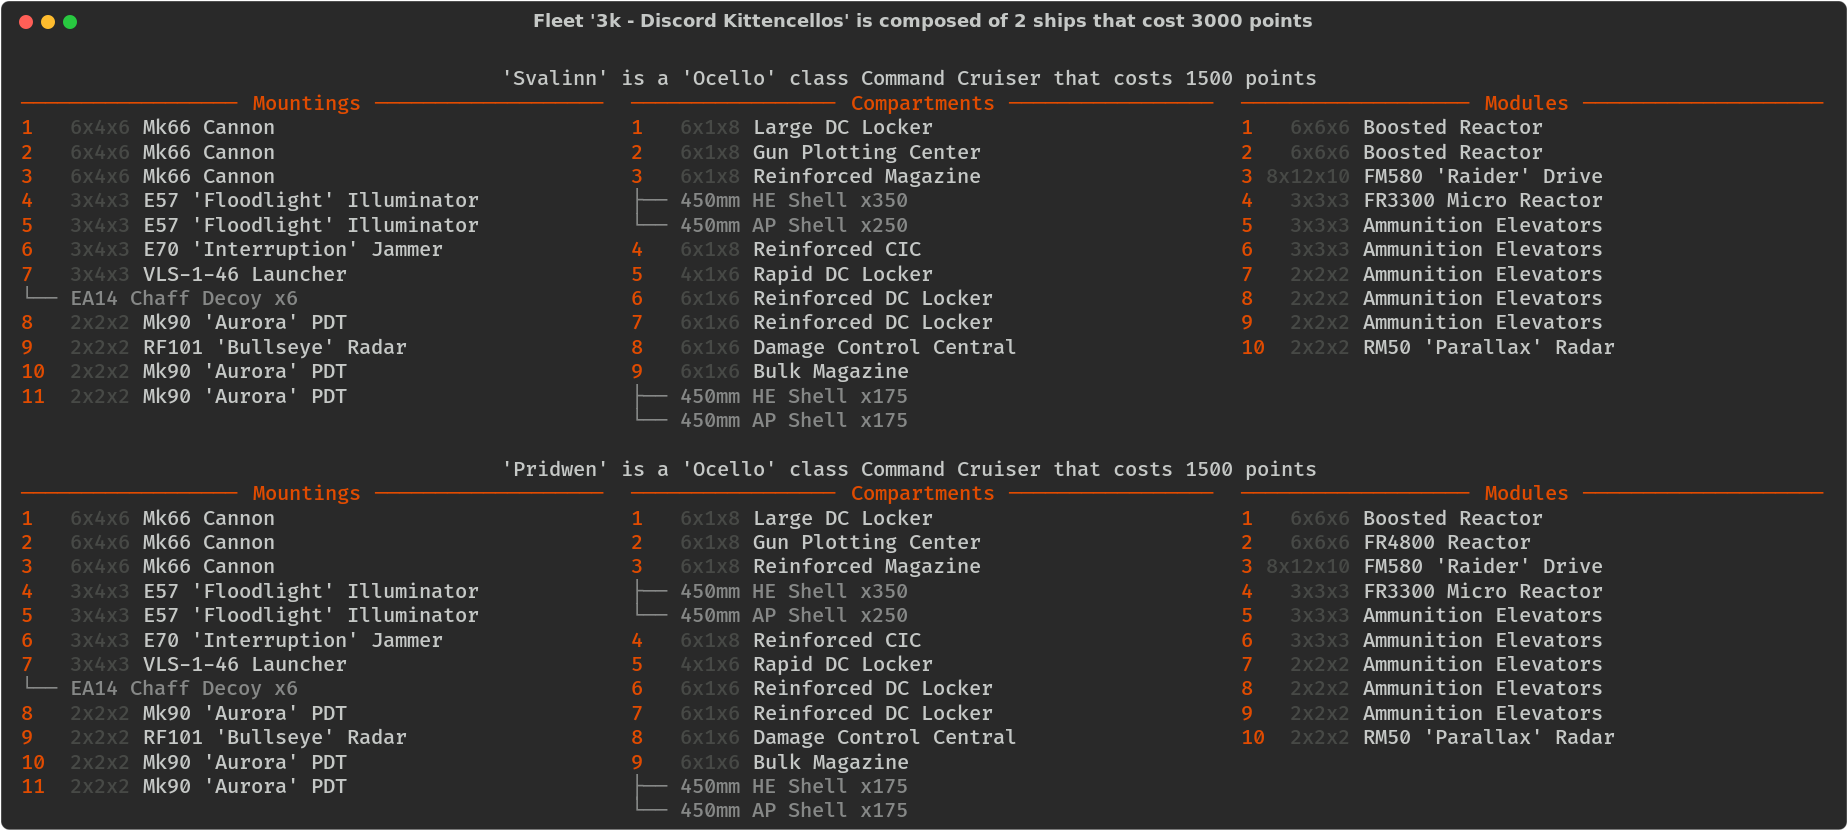 Fleet '3k - Discord Kittencellos' is composed of 2 ships that cost 3000 points
'Svalinn' is a 'Ocello' class Command Cruiser that costs 1500 points
Mountings Compartments Modules
1 6x4x6 Mk66 Cannon 1 6x1x8 Large DC Locker 1 6x6x6 Boosted Reactor
2 6x4x6 Mk66 Cannon 2 6x1x8 Gun Plotting Center 2 6x6x6 Boosted Reactor
3 6x4x6 Mk66 Cannon 3 6x1x8 Reinforced Magazine 3 8x12x10 FM580 'Raider' Drive
4 3x4x3 E57 'Floodlight' Illuminator ├── 450mm HE Shell x350 4 3x3x3 FR3300 Micro Reactor
5 3x4x3 E57 'Floodlight' Illuminator └── 450mm AP Shell x250 5 3x3x3 Ammunition Elevators
6 3x4x3 E70 'Interruption' Jammer 4 6x1x8 Reinforced CIC 6 3x3x3 Ammunition Elevators
7 3x4x3 VLS-1-46 Launcher 5 4x1x6 Rapid DC Locker 7 2x2x2 Ammunition Elevators
└── EA14 Chaff Decoy x6 6 6x1x6 Reinforced DC Locker 8 2x2x2 Ammunition Elevators
8 2x2x2 Mk90 'Aurora' PDT 7 6x1x6 Reinforced DC Locker 9 2x2x2 Ammunition Elevators
9 2x2x2 RF101 'Bullseye' Radar 8 6x1x6 Damage Control Central 10 2x2x2 RM50 'Parallax' Radar
10 2x2x2 Mk90 'Aurora' PDT 9 6x1x6 Bulk Magazine
11 2x2x2 Mk90 'Aurora' PDT ├── 450mm HE Shell x175
└── 450mm AP Shell x175
'Pridwen' is a 'Ocello' class Command Cruiser that costs 1500 points
Mountings Compartments Modules
1 6x4x6 Mk66 Cannon 1 6x1x8 Large DC Locker 1 6x6x6 Boosted Reactor
2 6x4x6 Mk66 Cannon 2 6x1x8 Gun Plotting Center 2 6x6x6 FR4800 Reactor
3 6x4x6 Mk66 Cannon 3 6x1x8 Reinforced Magazine 3 8x12x10 FM580 'Raider' Drive
4 3x4x3 E57 'Floodlight' Illuminator ├── 450mm HE Shell x350 4 3x3x3 FR3300 Micro Reactor
5 3x4x3 E57 'Floodlight' Illuminator └── 450mm AP Shell x250 5 3x3x3 Ammunition Elevators
6 3x4x3 E70 'Interruption' Jammer 4 6x1x8 Reinforced CIC 6 3x3x3 Ammunition Elevators
7 3x4x3 VLS-1-46 Launcher 5 4x1x6 Rapid DC Locker 7 2x2x2 Ammunition Elevators
└── EA14 Chaff Decoy x6 6 6x1x6 Reinforced DC Locker 8 2x2x2 Ammunition Elevators
8 2x2x2 Mk90 'Aurora' PDT 7 6x1x6 Reinforced DC Locker 9 2x2x2 Ammunition Elevators
9 2x2x2 RF101 'Bullseye' Radar 8 6x1x6 Damage Control Central 10 2x2x2 RM50 'Parallax' Radar
10 2x2x2 Mk90 'Aurora' PDT 9 6x1x6 Bulk Magazine
11 2x2x2 Mk90 'Aurora' PDT ├── 450mm HE Shell x175
└── 450mm AP Shell x175